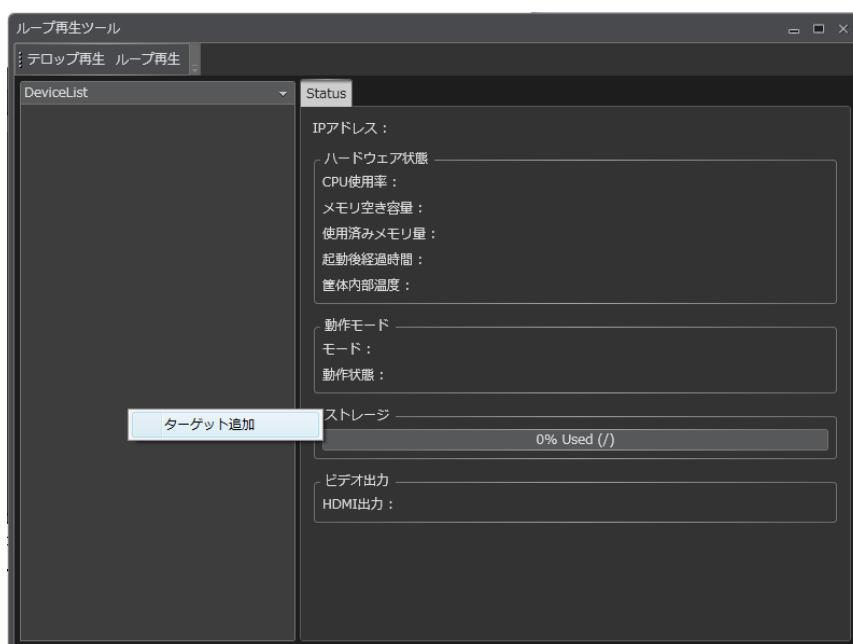 ループ再生ツール
テロップ再生 ループ再生
DeviceList
Status
IPアドレス：
ハードウェア状態
CPU使用率：
メモリ空き容量：
使用済みメモリ量：
起動後経過時間：
筐体内部温度：
動作モード
モード：
動作状態：
ターゲット追加
ストレージ
0% Used (/)
ビデオ出力
HDMI出力：